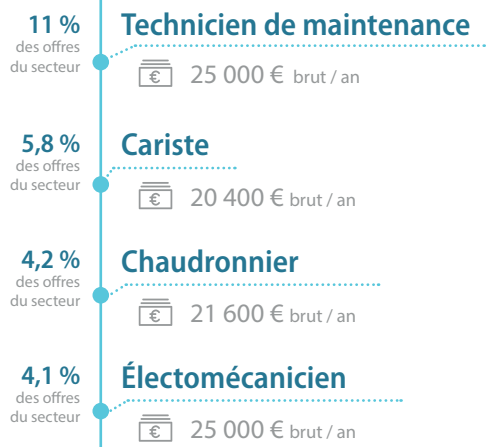 11 %
des offres
du secteur
Technicien de maintenance
€ 25 000 € brut / an
5,8 %
des offres
du secteur
Cariste
€ 20 400 € brut / an
4,2 %
des offres
du secteur
Chaudronnier
€ 21 600 € brut / an
4,1 %
des offres
du secteur
Électomécanicien
€ 25 000 € brut / an